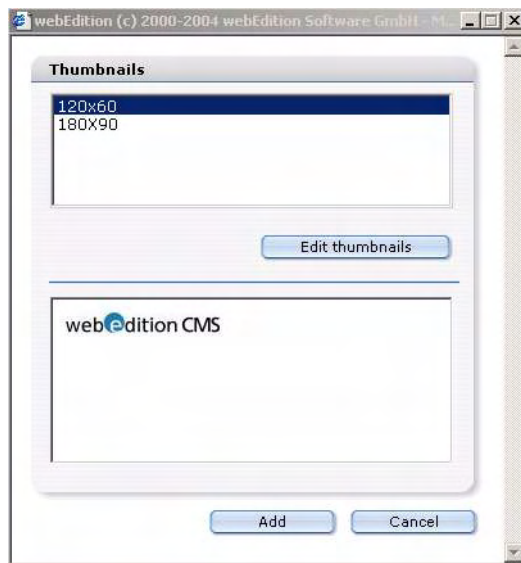 webEdition (c) 2000-2004 webEdition Software GmbH - M...
Thumbnails
120x60
180X90
Edit thumbnails
webedition CMS
Add
Cancel